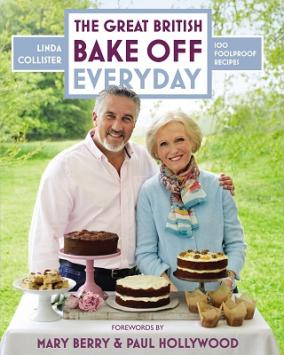 THE GREAT BRITISH
BAKE OFF
EVERYDAY
LINDA
COLLISTER
100
FOOLPROOF
RECIPES
FOREWORDS BY
MARY BERRY & PAUL HOLLYWOOD